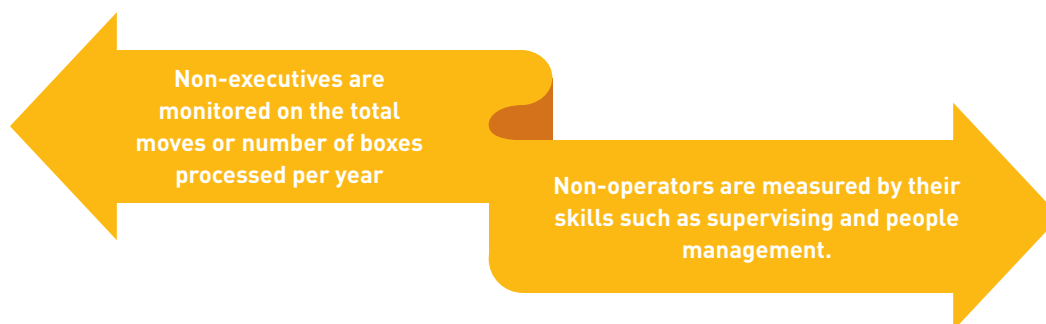 Non-executives are
monitored on the total
moves or number of boxes
processed per year
Non-operators are measured by their
skills such as supervising and people
management.